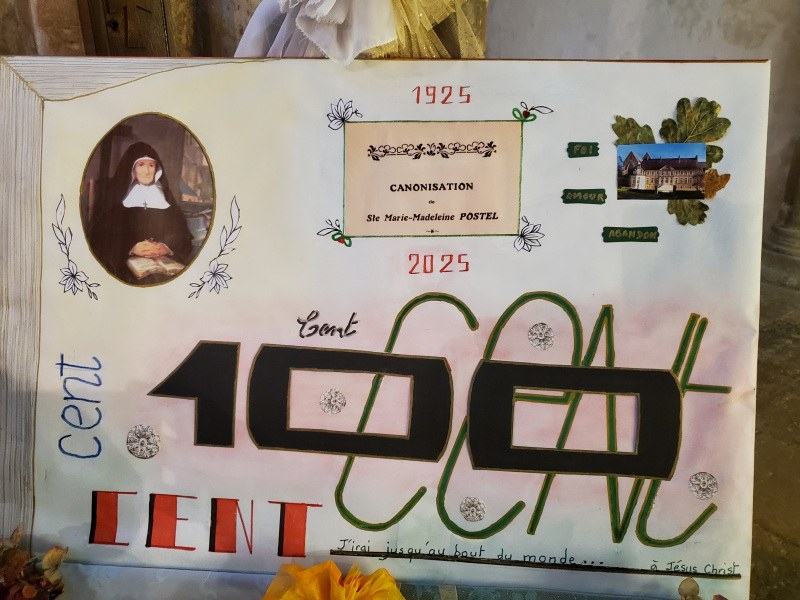 1925
CANONISATION
de
Ste Marie-Madeleine POSTEL
2025
FOI
AMOUR
ABANDON
Cent
100
CENt
cent
CENT
J'irai jusqu'au bout du monde... à Jésus Christ